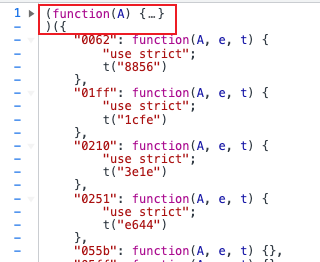 1 (function(A) {…}
- )({
- "0062": function(A, e, t) {
- "use strict";
- t("8856")
- },
- "01ff": function(A, e, t) {
- "use strict";
- t("1cfe")
- },
- "0210": function(A, e, t) {
- "use strict";
- t("3e1e")
- },
- "0251": function(A, e, t) {
- "use strict";
- t("e644")
- },
- "055b": function(A, e, t) {},